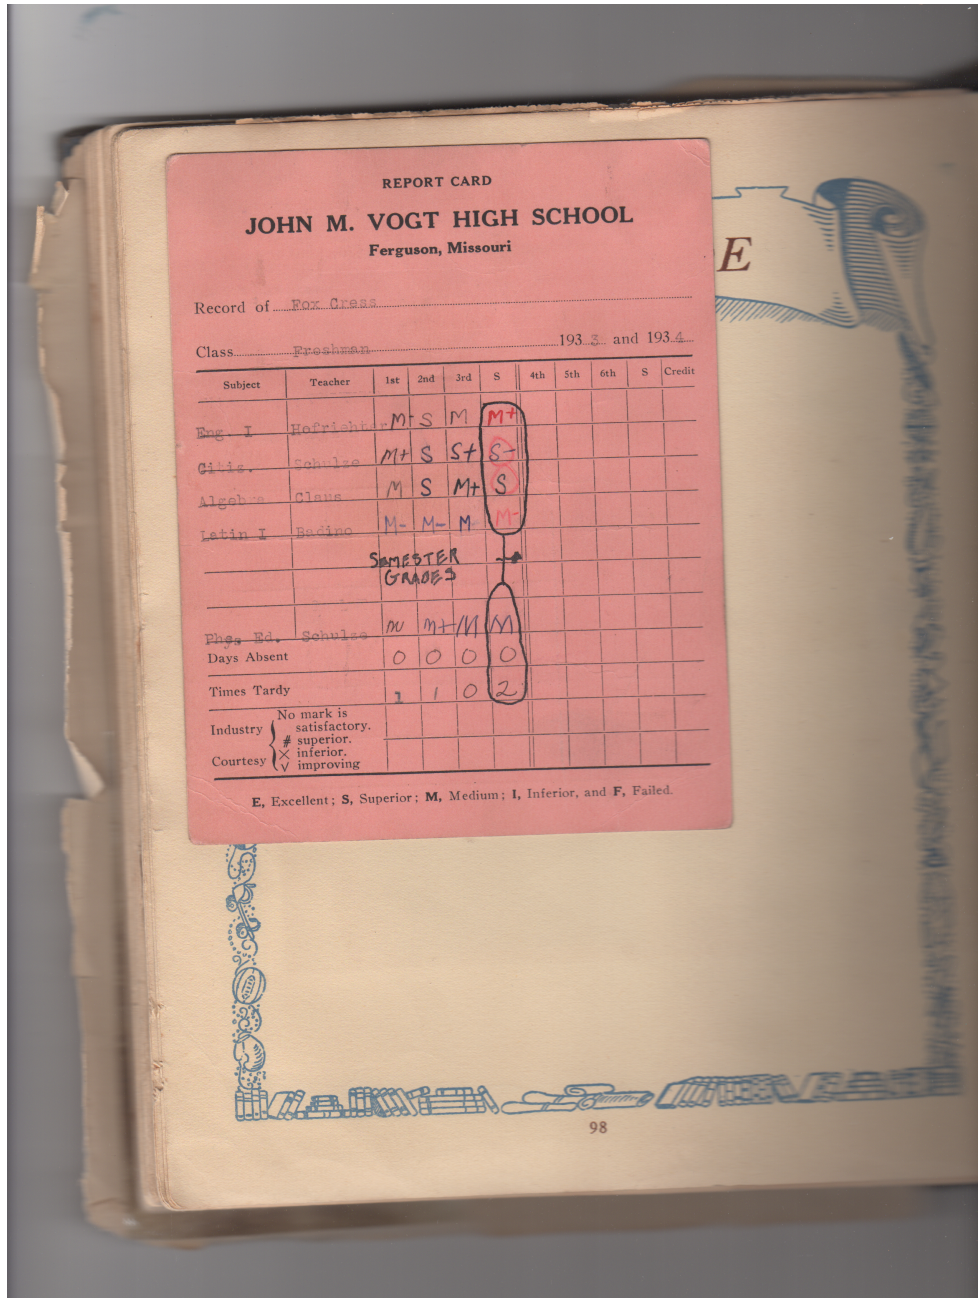 REPORT CARD
JOHN M. VOGT HIGH SCHOOL
Ferguson, Missouri
E
Record of Fox Cress
Class Freshman 1933 and 1934
Subject Teacher 1st 2nd 3rd S 4th 5th 6th S Credit
Eng. I Hofrichter M+ S M M+
Citiz. Schulze M+ S S+ S-
Algebra Claus M S M+ S
Latin I Badino M- M- M M-
SEMESTER
GRADES
Phys. Ed. Schulze M M+ M M
Days Absent 0 0 0 0
Times Tardy 1 1 0 2
No mark is
Industry satisfactory.
# superior.
Courtesy X inferior.
V improving
E, Excellent; S, Superior; M, Medium; I, Inferior, and F, Failed.
98